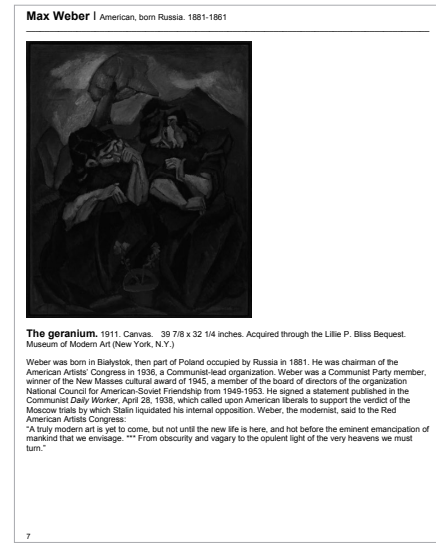 Max Weber | American, born Russia. 1881-1861
The geranium. 1911. Canvas. 39 7/8 x 32 1/4 inches. Acquired through the Lillie P. Bliss Bequest.
Museum of Modern Art (New York, N.Y.)
Weber was born in Białystok, then part of Poland occupied by Russia in 1881. He was chairman of the
American Artists' Congress in 1936, a Communist-lead organization. Weber was a Communist Party member,
winner of the New Masses cultural award of 1945, a member of the board of directors of the organization
National Council for American-Soviet Friendship from 1949-1953. He signed a statement published in the
Communist Daily Worker, April 28, 1938, which called upon American liberals to support the verdict of the
Moscow trials by which Stalin liquidated his internal opposition. Weber, the modernist, said to the Red
American Artists Congress:
"A truly modern art is yet to come, but not until the new life is here, and hot before the eminent emancipation of
mankind that we envisage. *** From obscurity and vagary to the opulent light of the very heavens we must
turn."
7